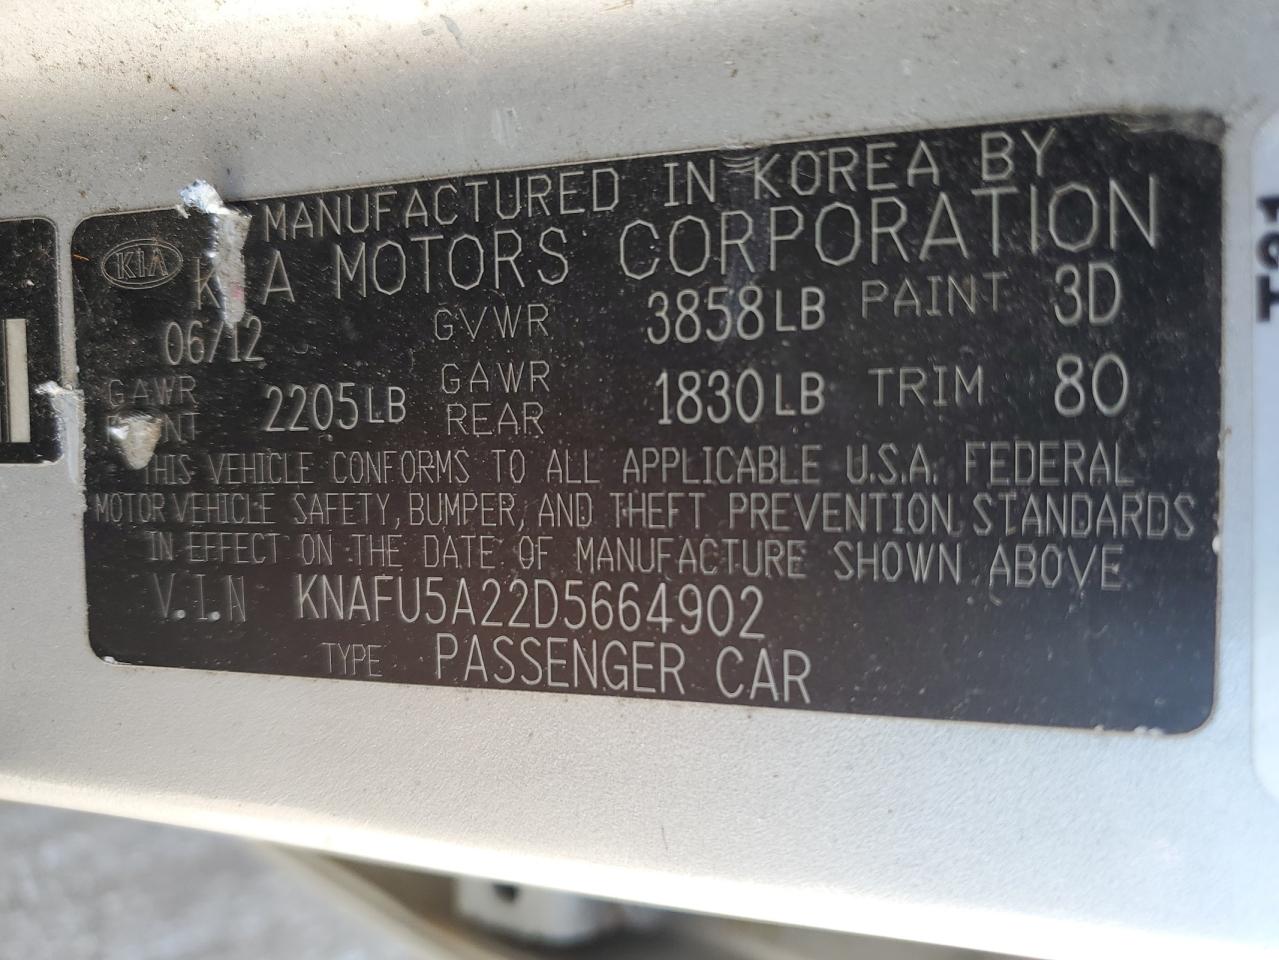 MANUFACTURED IN KOREA BY
KIA
KIA MOTORS CORPORATION
06/12 GVWR 3858LB PAINT 3D
GAWR 2205LB GAWR 1830LB TRIM 80
REAR
THIS VEHICLE CONFORMS TO ALL APPLICABLE U.S.A. FEDERAL
MOTOR VEHICLE SAFETY, BUMPER, AND THEFT PREVENTION STANDARDS
IN EFFECT ON THE DATE OF MANUFACTURE SHOWN ABOVE
V.I.N KNAFU5A22D5664902
TYPE PASSENGER CAR